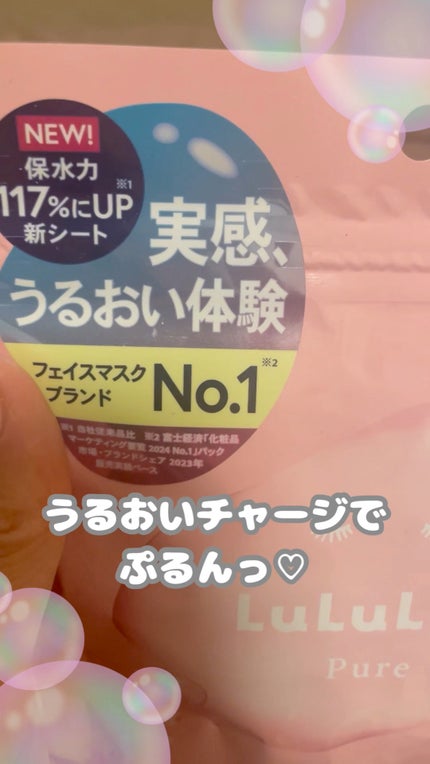 NEW!
保水力
117%にUP※1
新シート
実感、
うるおい体験
フェイスマスク
ブランド
No.1※2
※1 自社従来品比 ※2 富士経済「化粧品
マーケティング要覧 2024 No.1」パック
市場・ブランドシェア 2023年
販売実績ベース
うるおいチャージで
ぷるんっ♡
LuLuL
Pure